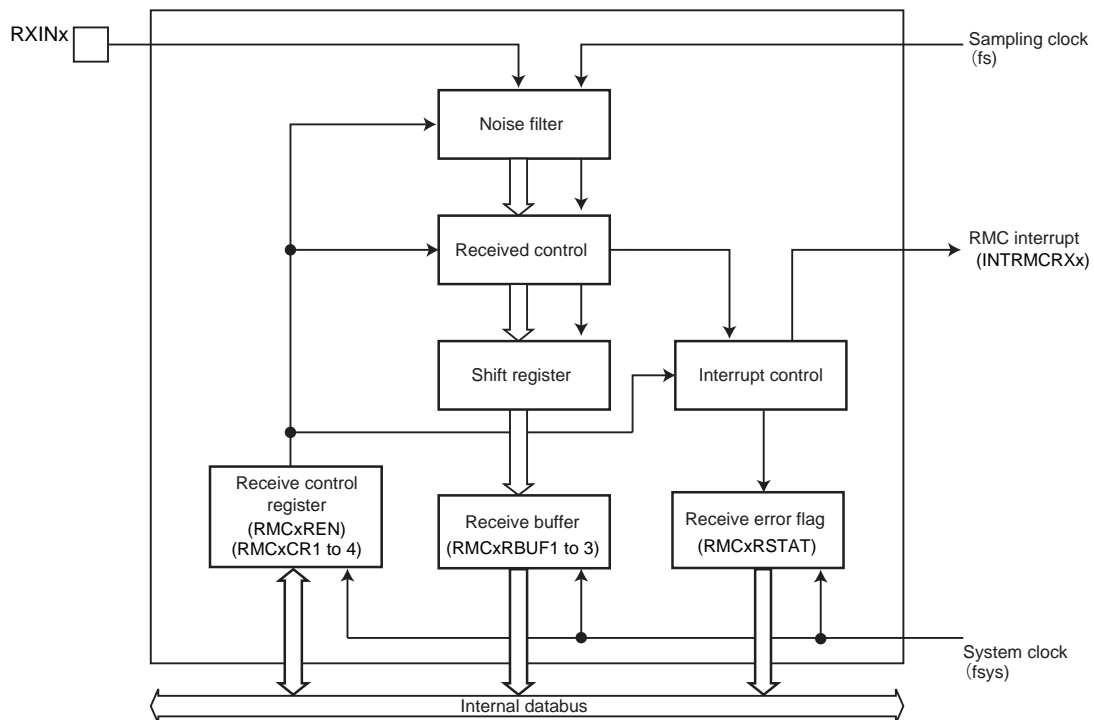 RXINx
Sampling clock
(fs)
Noise filter
Received control
RMC interrupt
(INTRMCRXx)
Shift register
Interrupt control
Receive control
register
(RMCxREN)
(RMCxCR1 to 4)
Receive buffer
(RMCxRBUF1 to 3)
Receive error flag
(RMCxRSTAT)
System clock
(fsys)
Internal databus